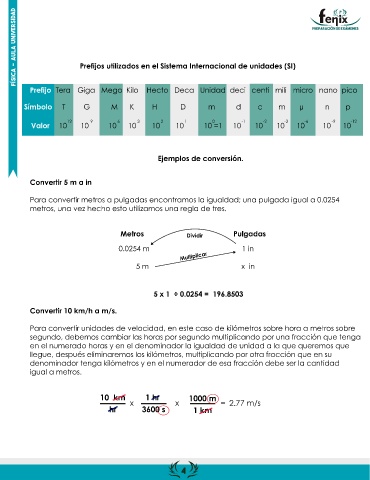 FÍSICA – AULA UNIVERSIDAD
fenix
PREPARACIÓN DE EXÁMENES
Prefijos utilizados en el Sistema Internacional de unidades (SI)
Prefijo Tera Giga Mega Kilo Hecto Deca Unidad deci centi mili micro nano pico
Símbolo T G M K H D m d c m µ n p
Valor 10^12 10^9 10^6 10^3 10^2 10^1 10^0=1 10^-1 10^-2 10^-3 10^-6 10^-9 10^-12
Ejemplos de conversión.
Convertir 5 m a in
Para convertir metros a pulgadas encontramos la igualdad; una pulgada igual a 0.0254
metros, una vez hecho esto utilizamos una regla de tres.
Metros Dividir Pulgadas
0.0254 m 1 in
Multiplicar
5 m x in
5 x 1 ÷ 0.0254 = 196.8503
Convertir 10 km/h a m/s.
Para convertir unidades de velocidad, en este caso de kilómetros sobre hora a metros sobre
segundo, debemos cambiar las horas por segundo multiplicando por una fracción que tenga
en el numerado horas y en el denominador la igualdad de unidad a la que queremos que
llegue, después eliminaremos los kilómetros, multiplicando por otra fracción que en su
denominador tenga kilómetros y en el numerador de esa fracción debe ser la cantidad
igual a metros.
10 km x 1 hr x 1000 m = 2.77 m/s
hr 3600 s 1 km
4